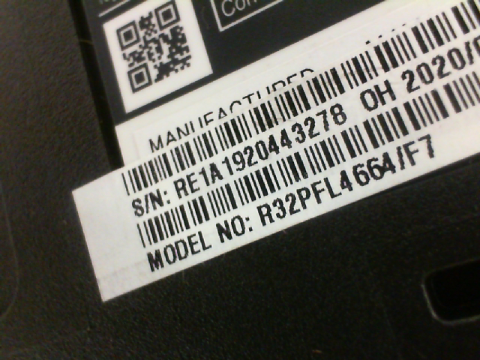 MANUFACTURED
S/N: RE1A1920443278 OH 2020/
MODEL NO: R32PFL4664/F7